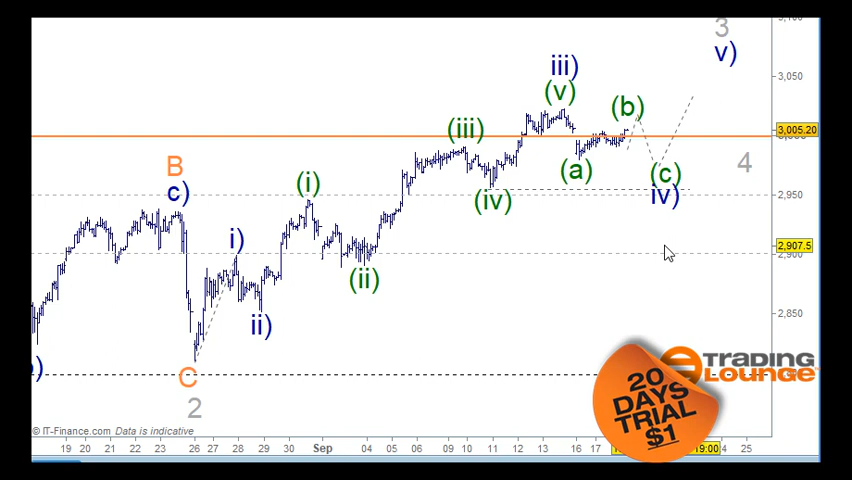 3
v)
3,050
iii)
(v)
(b)
(iii)
3,005.20
B
4
(a)
(c)
c)
(i)
iv)
2,950
(iv)
i)
2,907.5
(ii)
2,850
ii)
C
2
TRADING
LOUNGE
20
DAYS
TRIAL
$1
© IT-Finance.com Data is indicative
19 20 21 22 23 26 27 28 29 30 Sep 04 05 06 09 10 11 12 13 16 17 19:00 4 25